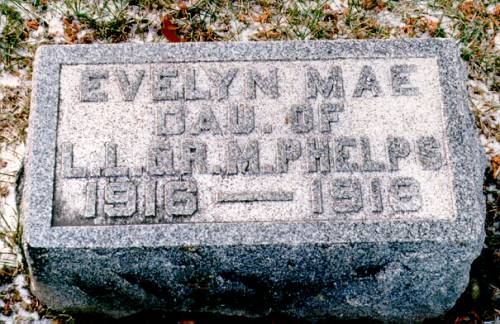 EVELYN MAE
DAU. OF
L.L.&R.M.PHELPS
1916 — 1918